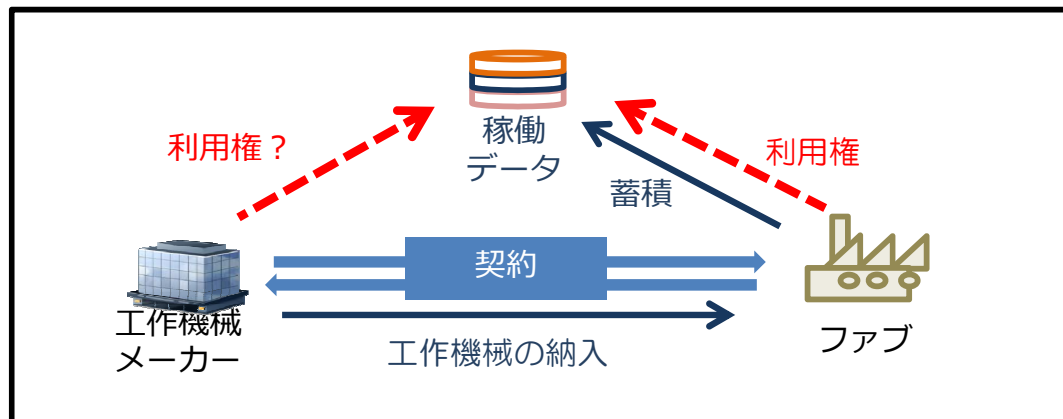 稼働
データ
利用権？
利用権
蓄積
契約
工作機械
メーカー
工作機械の納入
ファブ